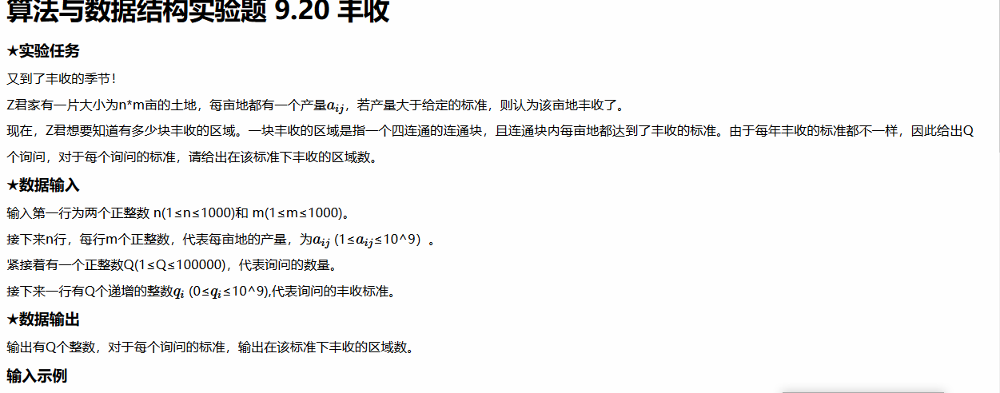 算法与数据结构实验题 9.20 丰收
★实验任务
又到了丰收的季节！
Z君家有一片大小为n*m亩的土地，每亩地都有一个产量aij，若产量大于给定的标准，则认为该亩地丰收了。
现在，Z君想要知道有多少块丰收的区域。一块丰收的区域是指一个四连通的连通块，且连通块内每亩地都达到了丰收的标准。由于每年丰收的标准都不一样，因此给出Q
个询问，对于每个询问的标准，请给出在该标准下丰收的区域数。
★数据输入
输入第一行为两个正整数 n(1≤n≤1000)和 m(1≤m≤1000)。
接下来n行，每行m个正整数，代表每亩地的产量，为aij (1≤aij≤10^9）。
紧接着有一个正整数Q(1≤Q≤100000)，代表询问的数量。
接下来一行有Q个递增的整数qi (0≤qi≤10^9),代表询问的丰收标准。
★数据输出
输出有Q个整数，对于每个询问的标准，输出在该标准下丰收的区域数。
输入示例